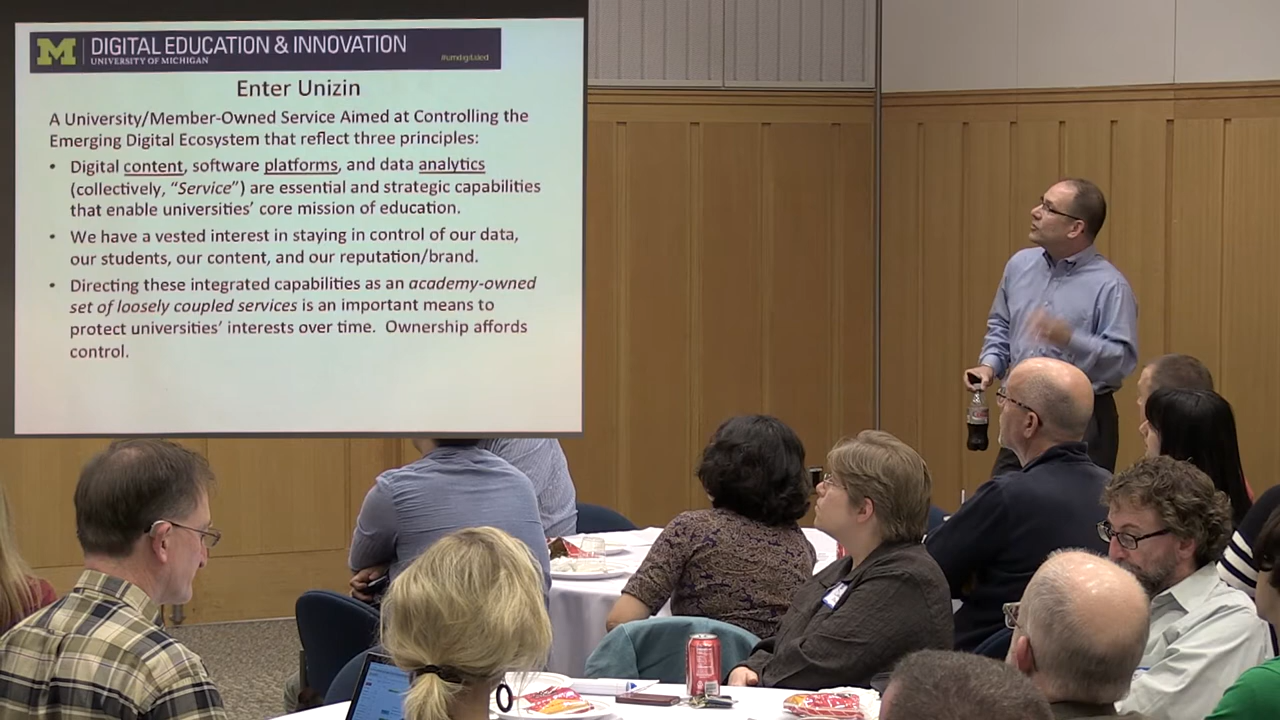 M DIGITAL EDUCATION & INNOVATION
UNIVERSITY OF MICHIGAN
#umdigitaled
Enter Unizin
A University/Member-Owned Service Aimed at Controlling the
Emerging Digital Ecosystem that reflect three principles:
• Digital content, software platforms, and data analytics
(collectively, “Service”) are essential and strategic capabilities
that enable universities’ core mission of education.
• We have a vested interest in staying in control of our data,
our students, our content, and our reputation/brand.
• Directing these integrated capabilities as an academy-owned
set of loosely coupled services is an important means to
protect universities’ interests over time. Ownership affords
control.